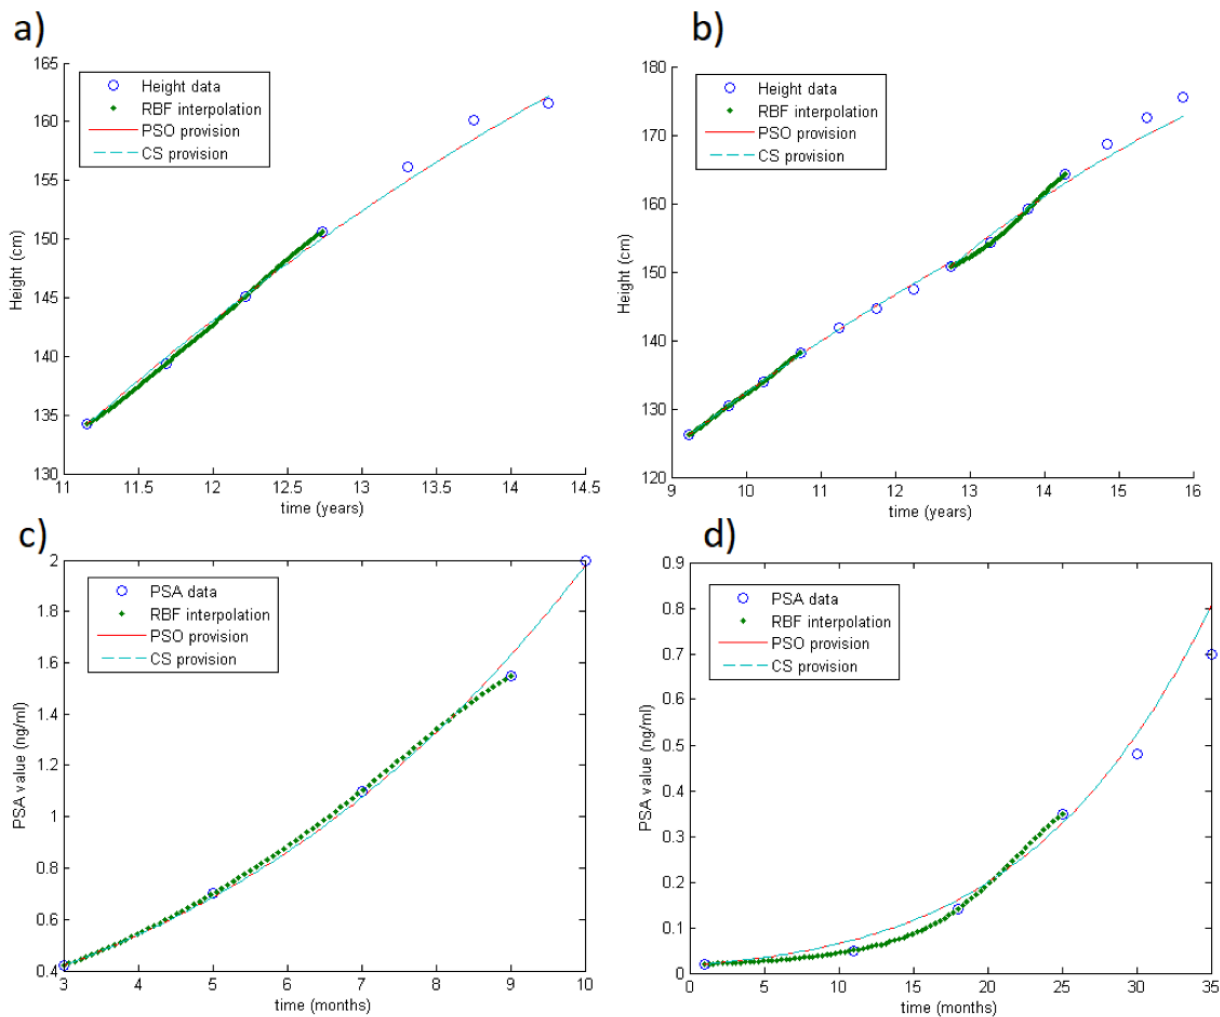 a)
165
160
155
150
145
140
135
130
Height (cm)
Height data
RBF interpolation
PSO provision
CS provision
11 11.5 12 12.5 13 13.5 14 14.5
time (years)
b)
180
170
160
150
140
130
120
Height (cm)
Height data
RBF interpolation
PSO provision
CS provision
9 10 11 12 13 14 15 16
time (years)
c)
2
1.8
1.6
1.4
1.2
1
0.8
0.6
0.4
PSA value (ng/ml)
PSA data
RBF interpolation
PSO provision
CS provision
3 4 5 6 7 8 9 10
time (months)
d)
0.9
0.8
0.7
0.6
0.5
0.4
0.3
0.2
0.1
0
PSA value (ng/ml)
PSA data
RBF interpolation
PSO provision
CS provision
0 5 10 15 20 25 30 35
time (months)